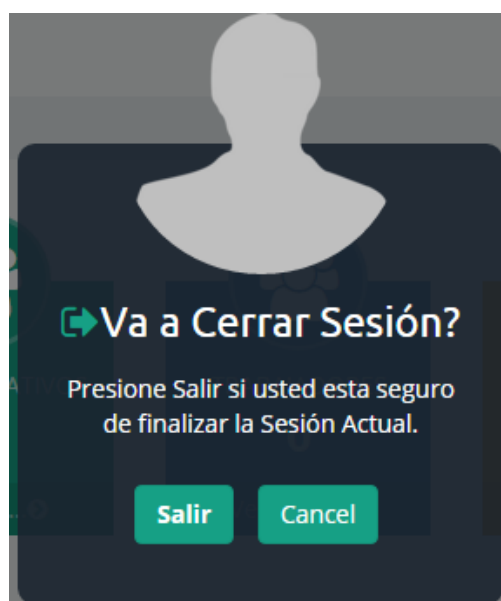 Va a Cerrar Sesión?
Presione Salir si usted esta seguro
de finalizar la Sesión Actual.
Salir
Cancel